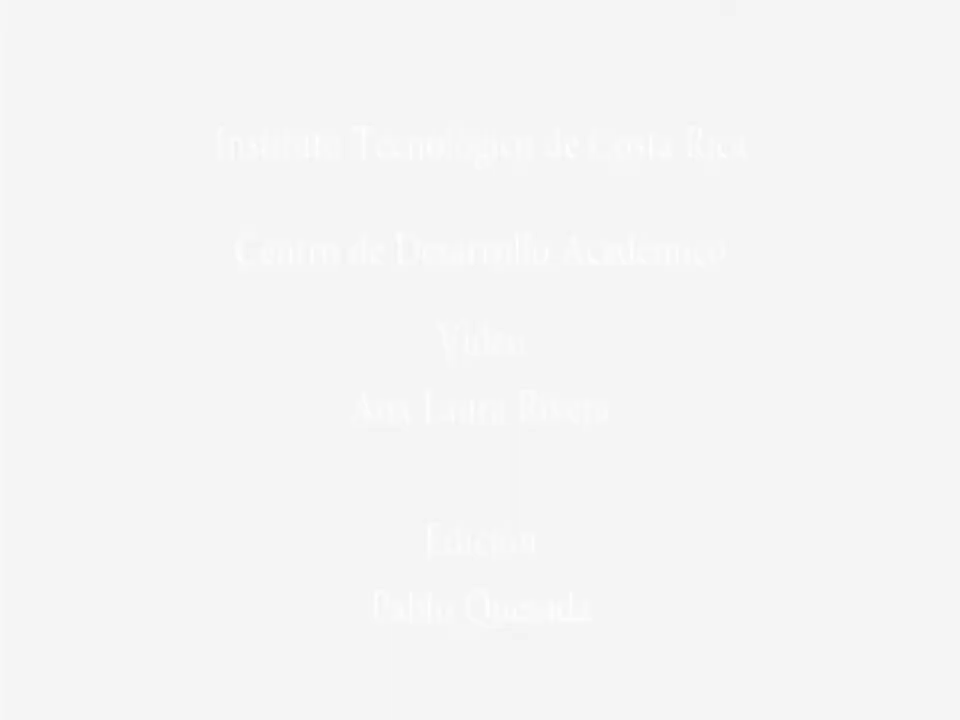 Instituto Tecnológico de Costa Rica
Centro de Desarrollo Académico
Video
Ana Laura Rivera
Edición
Pablo Quesada